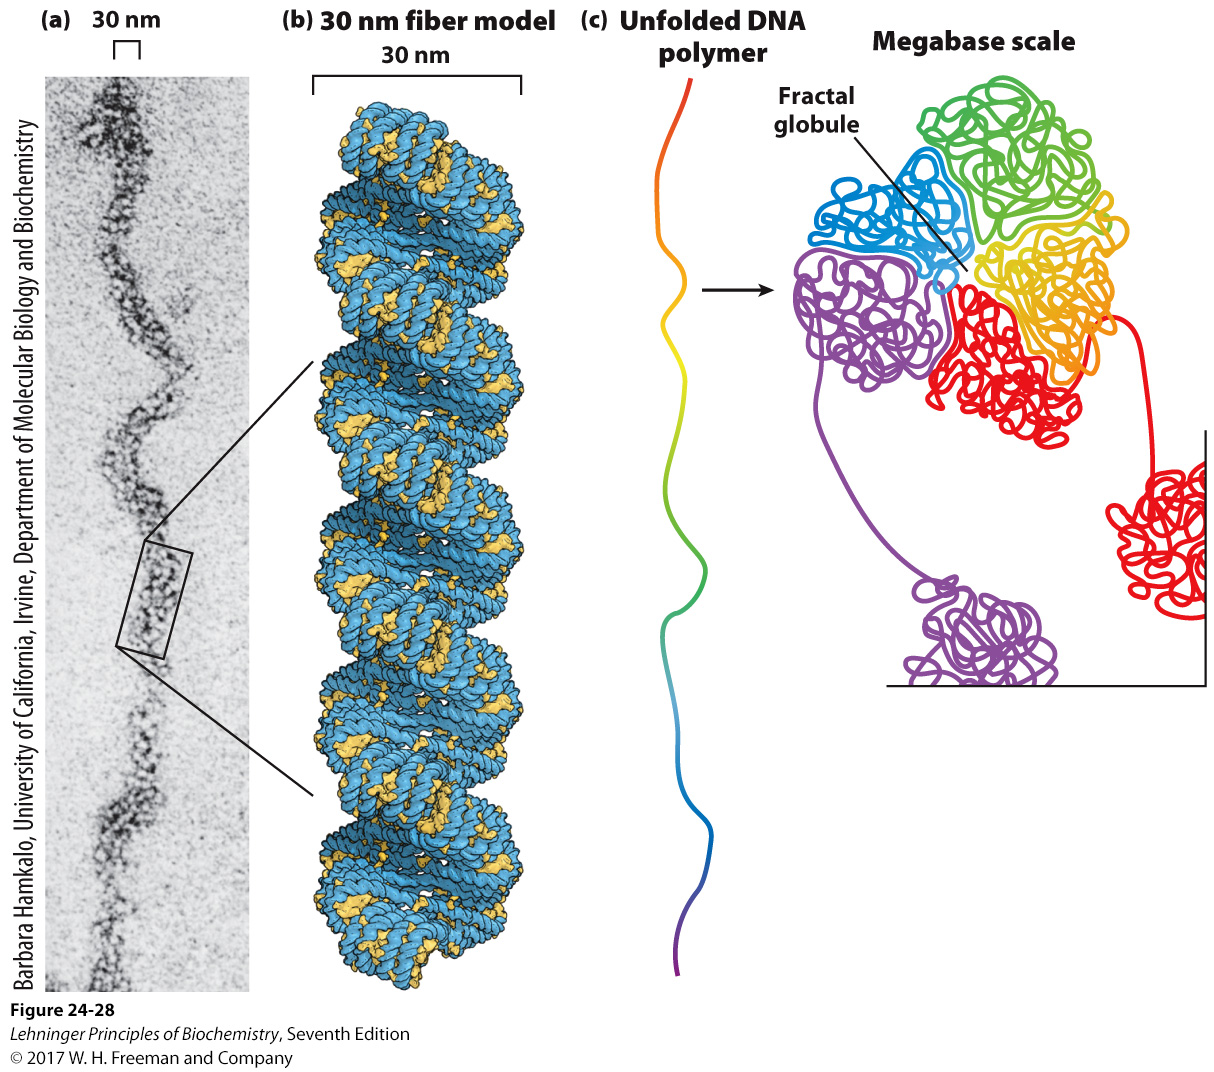 (a) 30 nm
(b) 30 nm fiber model
30 nm
(c) Unfolded DNA
polymer
Megabase scale
Fractal
globule
Barbara Hamkalo, University of California, Irvine, Department of Molecular Biology and Biochemistry
Figure 24-28
Lehninger Principles of Biochemistry, Seventh Edition
© 2017 W. H. Freeman and Company